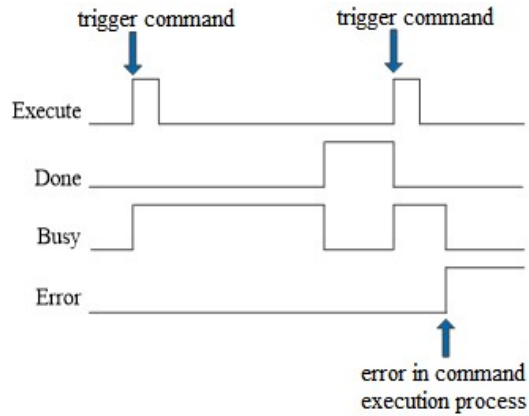 trigger command
trigger command
Execute
Done
Busy
Error
error in command
execution process